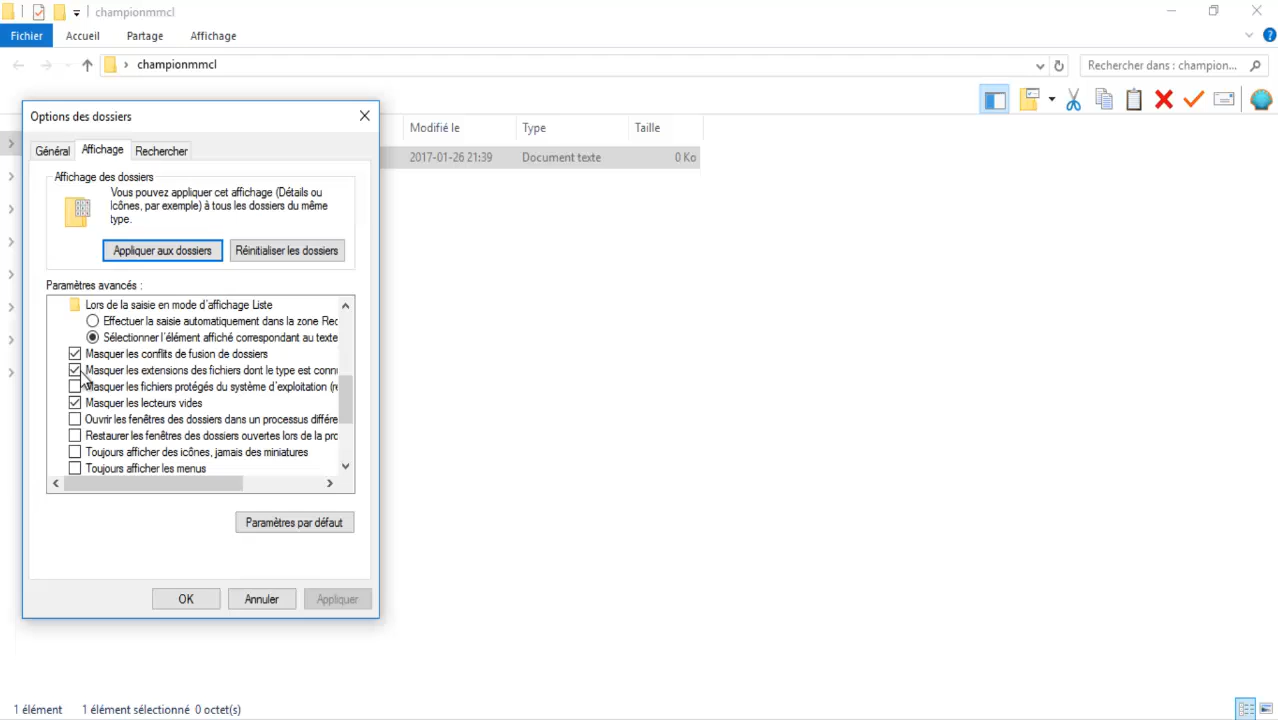 championmmcl
Fichier
Accueil
Partage
Affichage
championmmcl
Rechercher dans : champion...
Options des dossiers
Modifié le
Type
Taille
Général
Affichage
Rechercher
2017-01-26 21:39
Document texte
0 Ko
Affichage des dossiers
Vous pouvez appliquer cet affichage (Détails ou
Icônes, par exemple) à tous les dossiers du même
type.
Appliquer aux dossiers
Réinitialiser les dossiers
Paramètres avancés :
Lors de la saisie en mode d'affichage Liste
Effectuer la saisie automatiquement dans la zone Rec
Sélectionner l'élément affiché correspondant au texte
Masquer les conflits de fusion de dossiers
Masquer les extensions des fichiers dont le type est conn
Masquer les fichiers protégés du système d'exploitation (re
Masquer les lecteurs vides
Ouvrir les fenêtres des dossiers dans un processus différe
Restaurer les fenêtres des dossiers ouvertes lors de la pro
Toujours afficher des icônes, jamais des miniatures
Toujours afficher les menus
Paramètres par défaut
OK
Annuler
Appliquer
1 élément
1 élément sélectionné 0 octet(s)